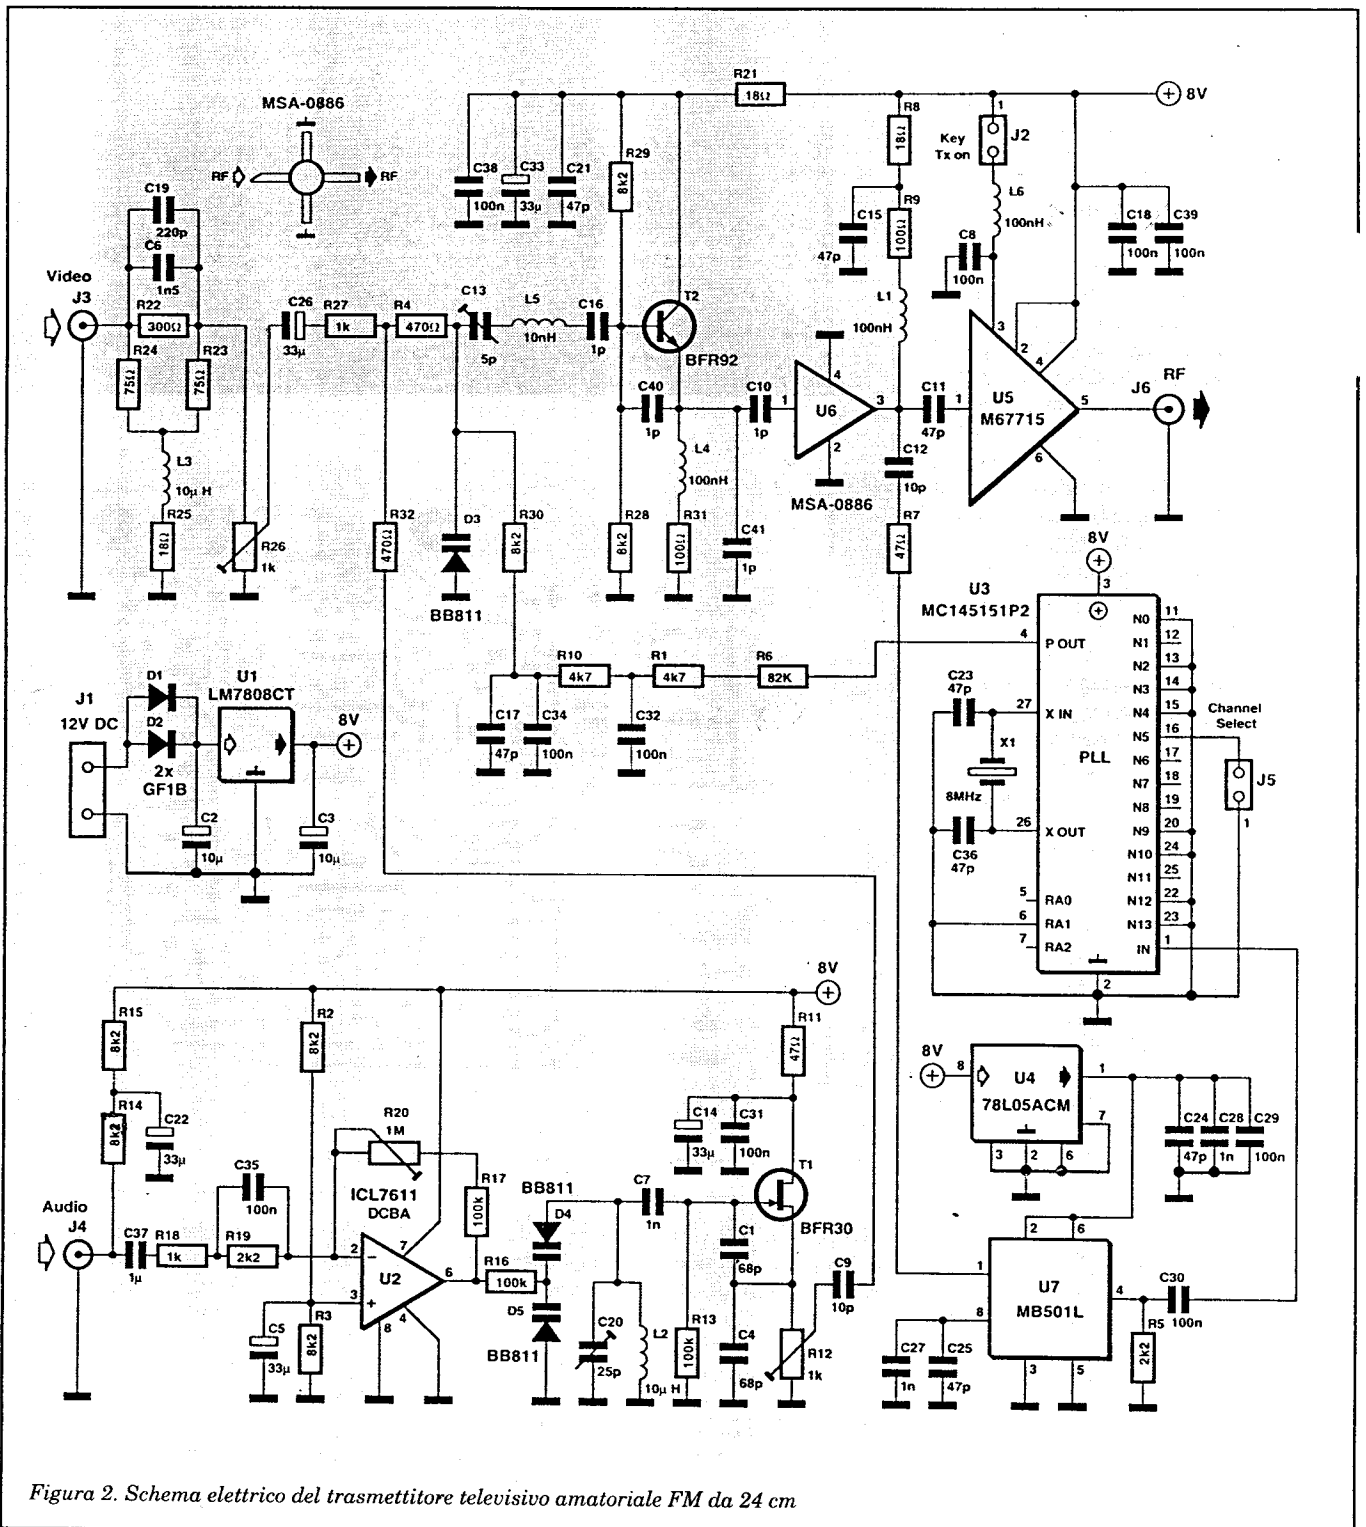 MSA-0886
RF
RF
C19
220p
C6
1n5
Video
J3
R22
300Ω
R24
75Ω
R23
75Ω
L3
10μ H
R25
18Ω
R26
1k
C26
33μ
R27
1k
R4
470Ω
C13
5p
L5
10nH
C16
1p
C38
100n
C33
33μ
C21
47p
R29
8k2
R21
18Ω
T2
BFR92
C40
1p
C10
1p
L4
100nH
R28
8k2
R31
100Ω
C41
1p
R32
470Ω
D3
BB811
R30
8k2
R8
18Ω
C15
47p
R9
100Ω
L1
100nH
1
4
U6
3
2
MSA-0886
C11
47p
C12
10p
R7
47Ω
8V
1
Key
Tx on
J2
L6
100nH
C8
100n
C18
100n
C39
100n
3
2
4
1
U5
M67715
5
6
J6
RF
8V
3
U3
MC145151P2
4
P OUT
27
X IN
26
X OUT
5
RA0
6
RA1
7
RA2
PLL
N0
11
N1
12
N2
13
N3
14
N4
15
N5
16
N6
17
N7
18
N8
19
N9
20
N10
24
N11
25
N12
22
N13
23
IN
1
2
C23
47p
X1
8MHz
C36
47p
Channel
Select
J5
1
R10
4k7
R1
4k7
R6
82K
C17
47p
C34
100n
C32
100n
J1
12V DC
D1
D2
2x
GF1B
U1
LM7808CT
8V
C2
10μ
C3
10μ
R15
8k2
R14
8k2
C22
33μ
Audio
J4
C37
1μ
R18
1k
C35
100n
R19
2k2
R2
8k2
C5
33μ
R3
8k2
R20
1M
ICL7611
DCBA
2
3
U2
7
6
4
8
R17
100k
R16
100k
BB811
D4
D5
BB811
C7
1n
C20
25p
L2
10μ H
R13
100k
C14
33μ
C31
100n
8V
R11
47Ω
T1
BFR30
C1
68p
C4
68p
R12
1k
C9
10p
8V
8
U4
78L05ACM
1
7
3
2
6
C24
47p
C28
1n
C29
100n
2
6
1
8
U7
MB501L
4
3
5
C30
100n
R5
2k2
C27
1n
C25
47p
Figura 2. Schema elettrico del trasmettitore televisivo amatoriale FM da 24 cm